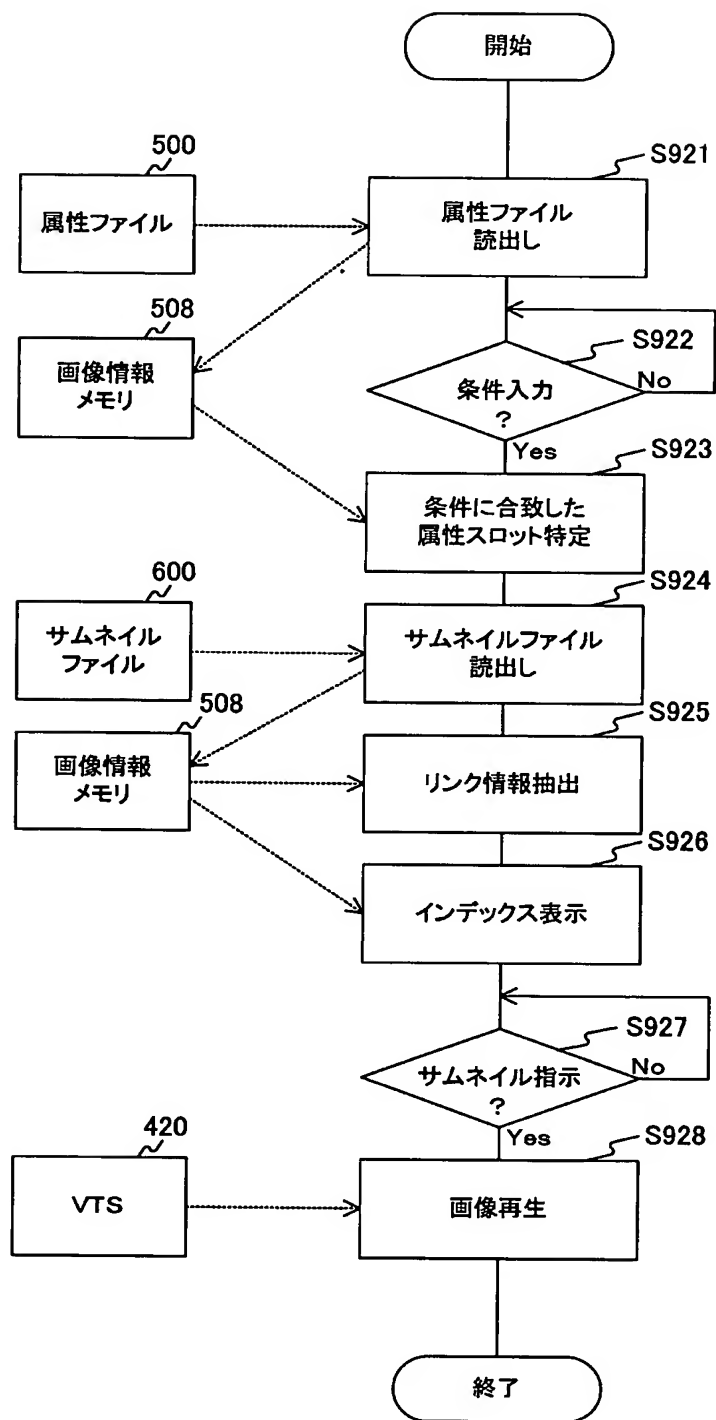 開始
500
属性ファイル
S921
属性ファイル
読出し
508
画像情報
メモリ
S922
条件入力
?
No
Yes
S923
条件に合致した
属性スロット特定
600
サムネイル
ファイル
S924
サムネイルファイル
読出し
508
画像情報
メモリ
S925
リンク情報抽出
S926
インデックス表示
S927
サムネイル指示
?
No
Yes
420
VTS
S928
画像再生
終了